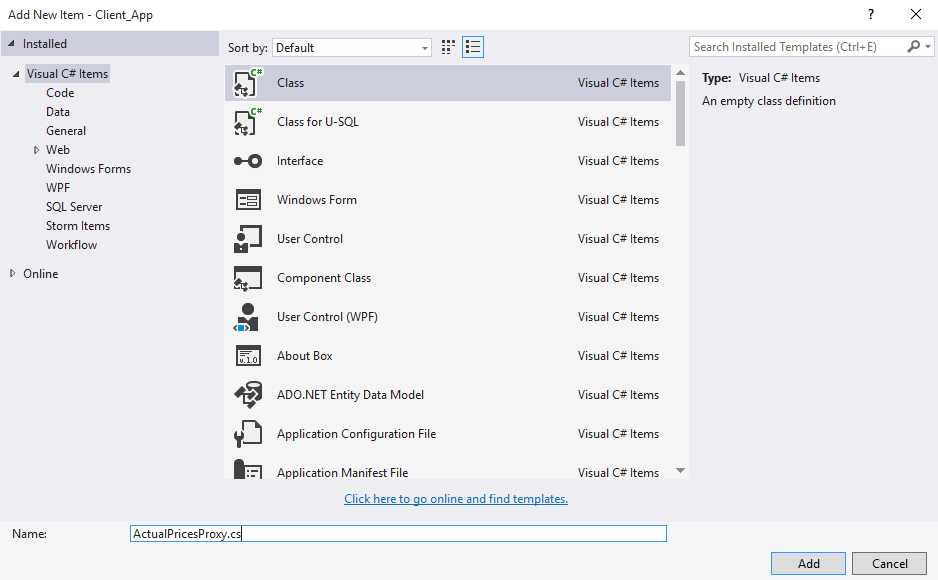 Add New Item - Client_App
?
Installed
Sort by: Default
Search Installed Templates (Ctrl+E)
Visual C# Items
Code
Data
General
Web
Windows Forms
WPF
SQL Server
Storm Items
Workflow
Online
C# Class Visual C# Items
C# Class for U-SQL Visual C# Items
Interface Visual C# Items
Windows Form Visual C# Items
User Control Visual C# Items
Component Class Visual C# Items
User Control (WPF) Visual C# Items
v.1.0 About Box Visual C# Items
ADO.NET Entity Data Model Visual C# Items
Application Configuration File Visual C# Items
Application Manifest File Visual C# Items
Click here to go online and find templates.
Type: Visual C# Items
An empty class definition
Name: ActualPricesProxy.cs
Add Cancel